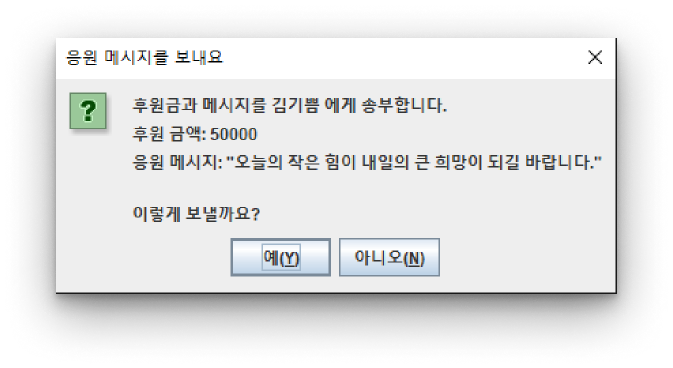 응원 메시지를 보내요
후원금과 메시지를 김기쁨 에게 송부합니다.
후원 금액: 50000
응원 메시지: "오늘의 작은 힘이 내일의 큰 희망이 되길 바랍니다."
이렇게 보낼까요?
예(Y) 아니오(N)